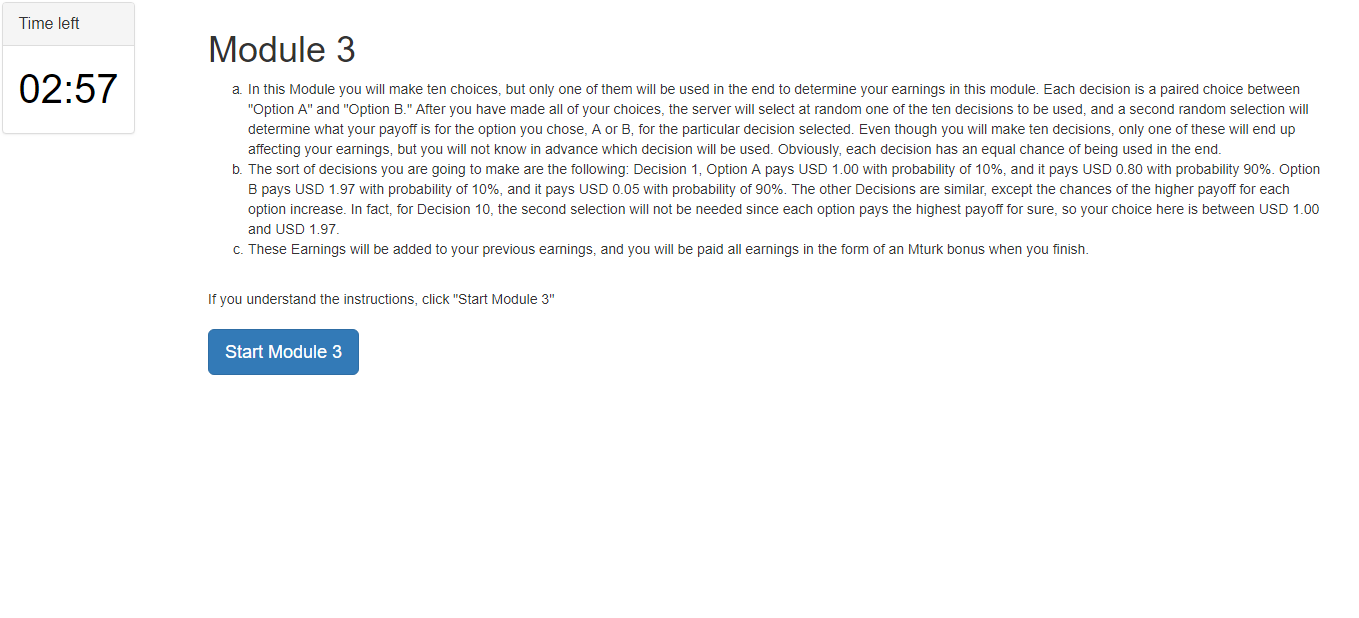 Time left
02:57
Module 3
a. In this Module you will make ten choices, but only one of them will be used in the end to determine your earnings in this module. Each decision is a paired choice between
"Option A" and "Option B." After you have made all of your choices, the server will select at random one of the ten decisions to be used, and a second random selection will
determine what your payoff is for the option you chose, A or B, for the particular decision selected. Even though you will make ten decisions, only one of these will end up
affecting your earnings, but you will not know in advance which decision will be used. Obviously, each decision has an equal chance of being used in the end.
b. The sort of decisions you are going to make are the following: Decision 1, Option A pays USD 1.00 with probability of 10%, and it pays USD 0.80 with probability 90%. Option
B pays USD 1.97 with probability of 10%, and it pays USD 0.05 with probability of 90%. The other Decisions are similar, except the chances of the higher payoff for each
option increase. In fact, for Decision 10, the second selection will not be needed since each option pays the highest payoff for sure, so your choice here is between USD 1.00
and USD 1.97.
c. These Earnings will be added to your previous earnings, and you will be paid all earnings in the form of an Mturk bonus when you finish.
If you understand the instructions, click "Start Module 3"
Start Module 3